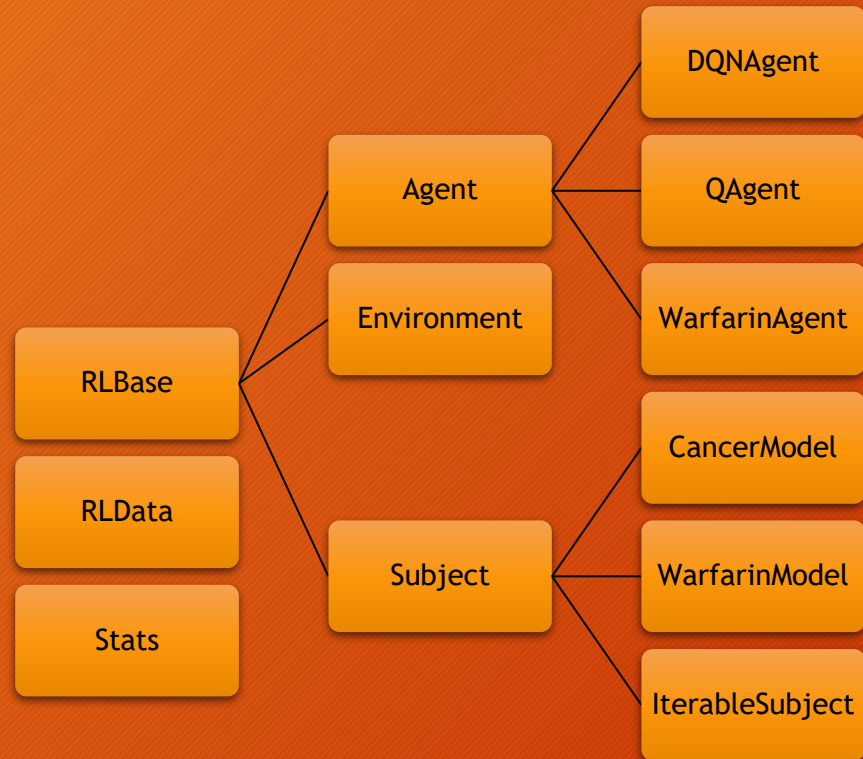 RLBase
RLData
Stats
Agent
Environment
Subject
DQNAgent
QAgent
WarfarinAgent
CancerModel
WarfarinModel
IterableSubject